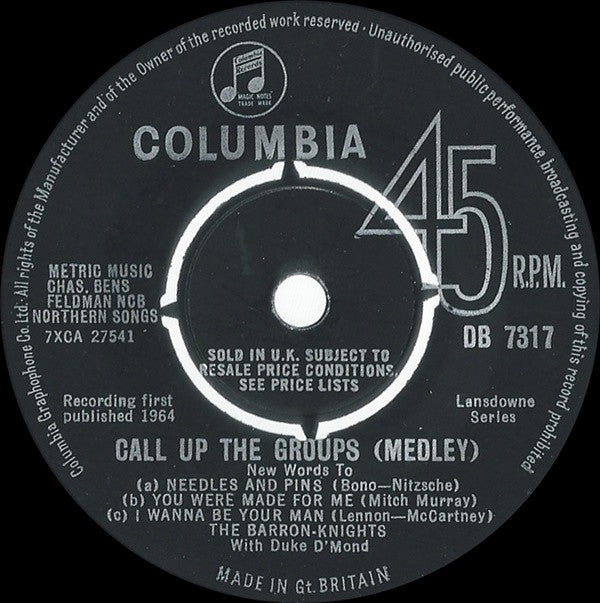 Columbia Graphophone Co. Ltd. · All rights of the Manufacturer and of the Owner of the recorded work reserved · Unauthorised public performance, broadcasting and copying of this record prohibited
Columbia
Records
MAGIC NOTES
TRADE MARK
COLUMBIA
45
R.P.M.
METRIC MUSIC
CHAS. BENS
FELDMAN NCB
NORTHERN SONGS
7XCA 27541
DB 7317
SOLD IN U.K. SUBJECT TO
RESALE PRICE CONDITIONS,
SEE PRICE LISTS
Recording first
published 1964
Lansdowne
Series
CALL UP THE GROUPS (MEDLEY)
New Words To
(a) NEEDLES AND PINS (Bono—Nitzsche)
(b) YOU WERE MADE FOR ME (Mitch Murray)
(c) I WANNA BE YOUR MAN (Lennon—McCartney)
THE BARRON-KNIGHTS
With Duke D'Mond
MADE IN Gt. BRITAIN